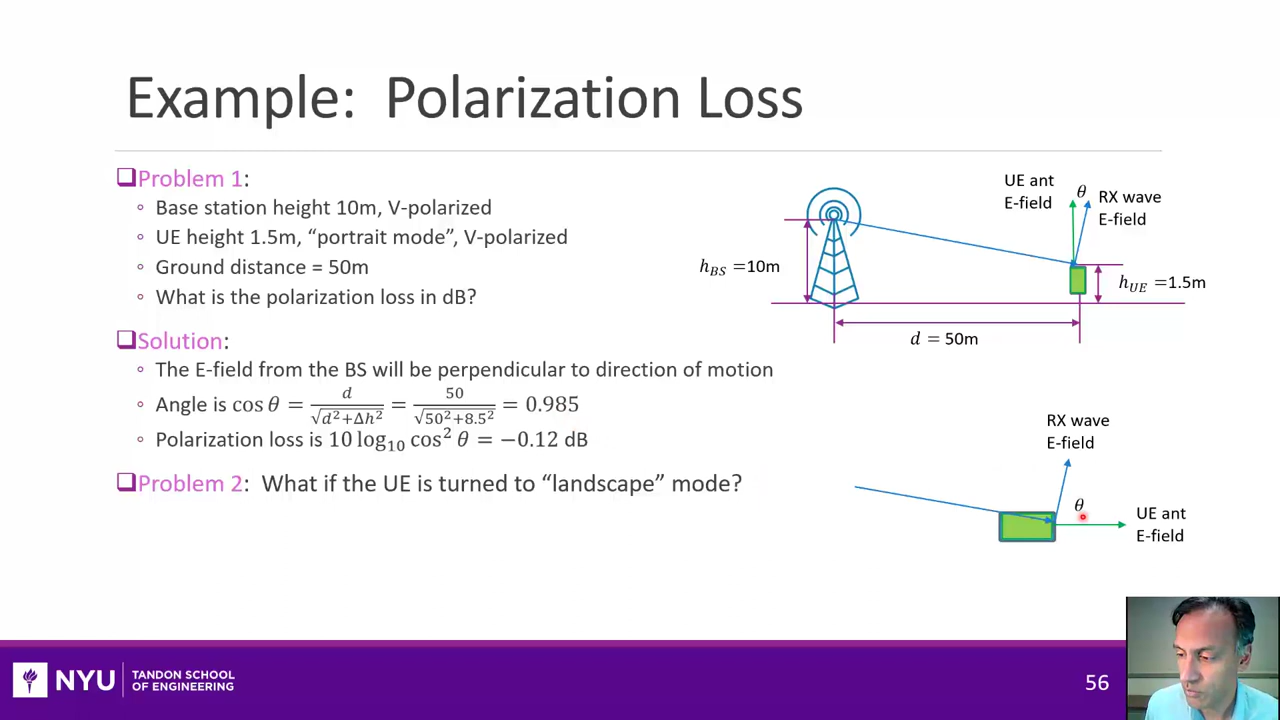 Example: Polarization Loss
Problem 1:
Base station height 10m, V-polarized
UE height 1.5m, “portrait mode”, V-polarized
Ground distance = 50m
What is the polarization loss in dB?
Solution:
The E-field from the BS will be perpendicular to direction of motion
Angle is cos θ = d/√(d²+Δh²) = 50/√(50²+8.5²) = 0.985
Polarization loss is 10 log₁₀ cos² θ = −0.12 dB
Problem 2: What if the UE is turned to “landscape” mode?
UE ant
E-field
θ
RX wave
E-field
h_BS =10m
h_UE =1.5m
d = 50m
RX wave
E-field
θ
UE ant
E-field
NYU
TANDON SCHOOL
OF ENGINEERING
56